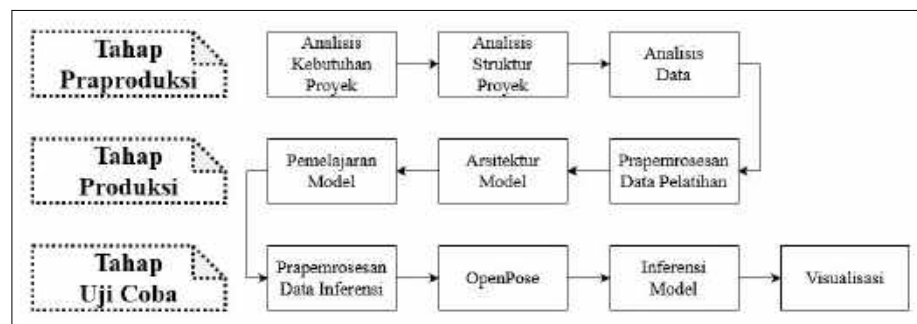 Tahap
Praproduksi
Analisis
Kebutuhan
Proyek
Analisis
Struktur
Proyek
Analisis
Data
Tahap
Produksi
Pemelajaran
Model
Arsitektur
Model
Prapemrosesan
Data Pelatihan
Tahap
Uji Coba
Prapemrosesan
Data Inferensi
OpenPose
Inferensi
Model
Visualisasi